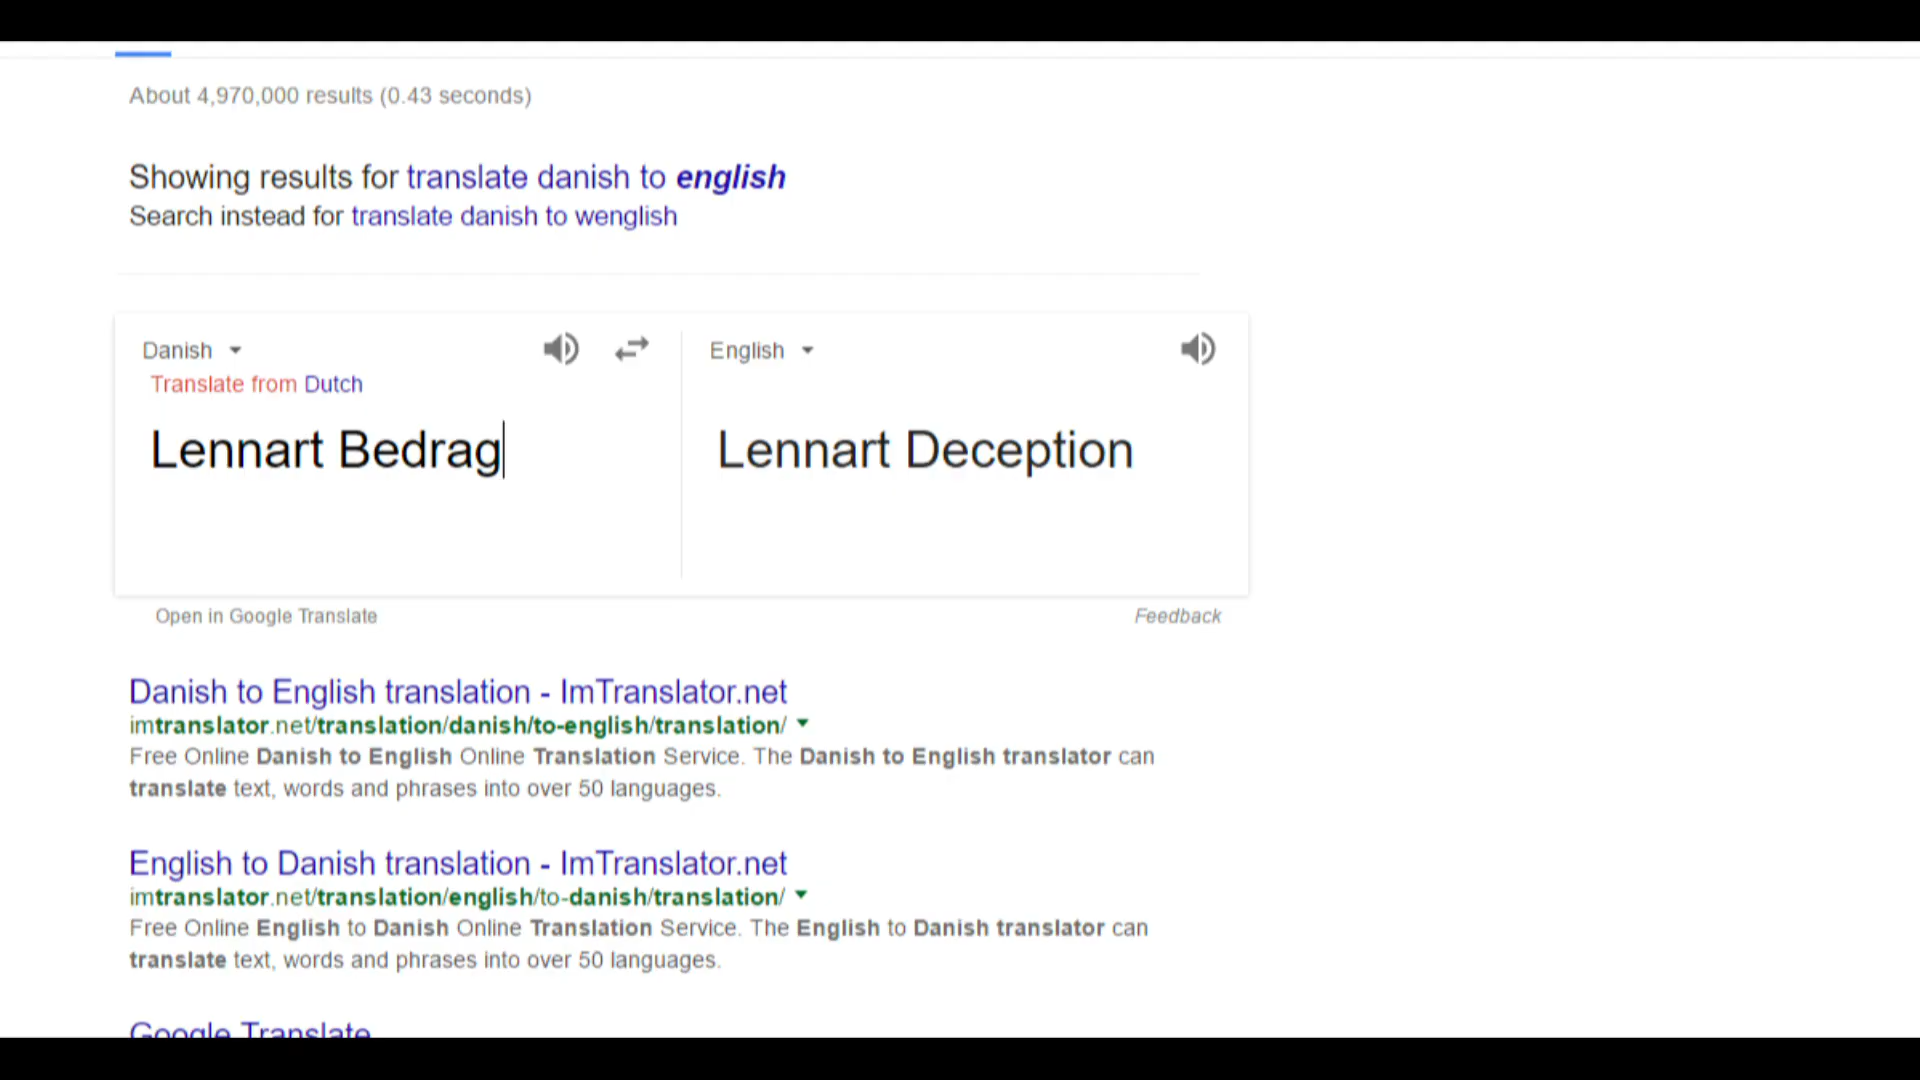 About 4,970,000 results (0.43 seconds)
Showing results for translate danish to english
Search instead for translate danish to wenglish
Danish English
Translate from Dutch
Lennart Bedrag Lennart Deception
Open in Google Translate Feedback
Danish to English translation - ImTranslator.net
imtranslator.net/translation/danish/to-english/translation/
Free Online Danish to English Online Translation Service. The Danish to English translator can
translate text, words and phrases into over 50 languages.
English to Danish translation - ImTranslator.net
imtranslator.net/translation/english/to-danish/translation/
Free Online English to Danish Online Translation Service. The English to Danish translator can
translate text, words and phrases into over 50 languages.
Google Translate